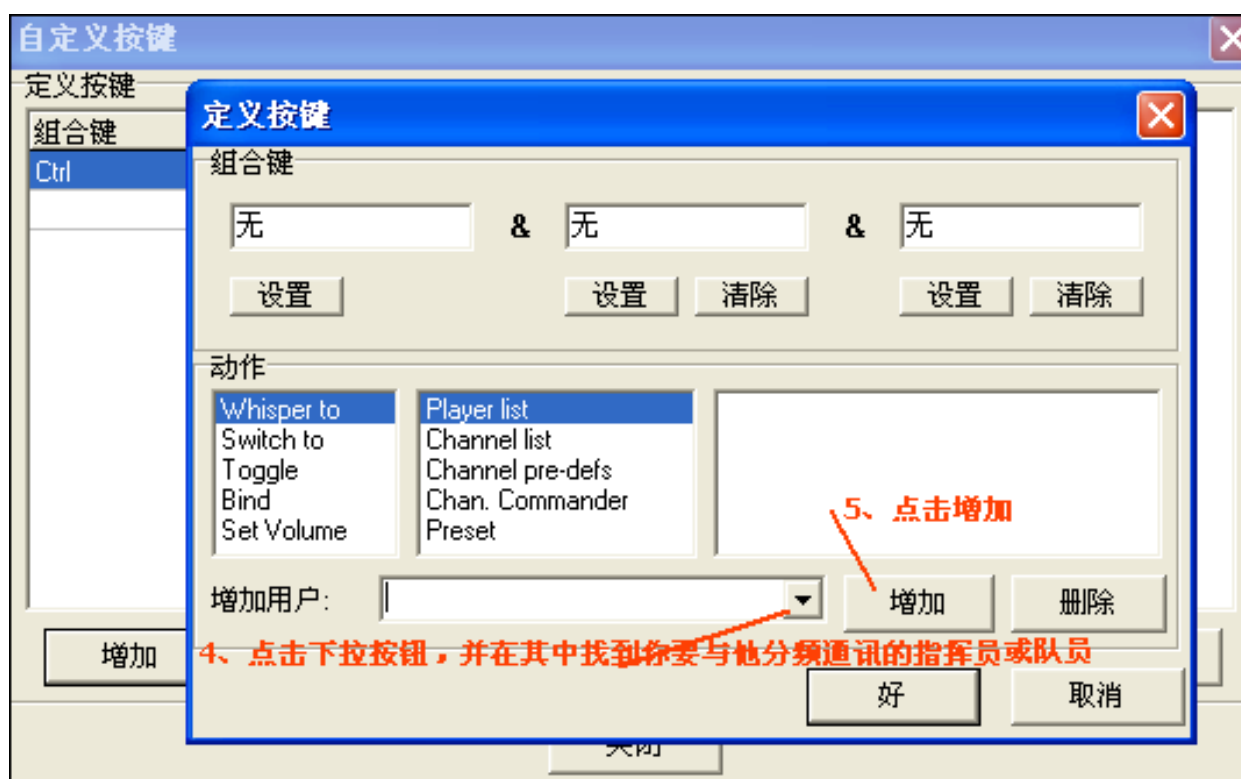 自定义按键
定义按键
组合键
Ctrl
定义按键
组合键
无 & 无 & 无
设置 设置 清除 设置 清除
动作
Whisper to
Switch to
Toggle
Bind
Set Volume
Player list
Channel list
Channel pre-defs
Chan. Commander
Preset
5、点击增加
增加用户: 增加 册除
4、点击下拉按钮，并在其中找到你要与他分频通讯的指挥员或队员
增加
好 取消
关闭